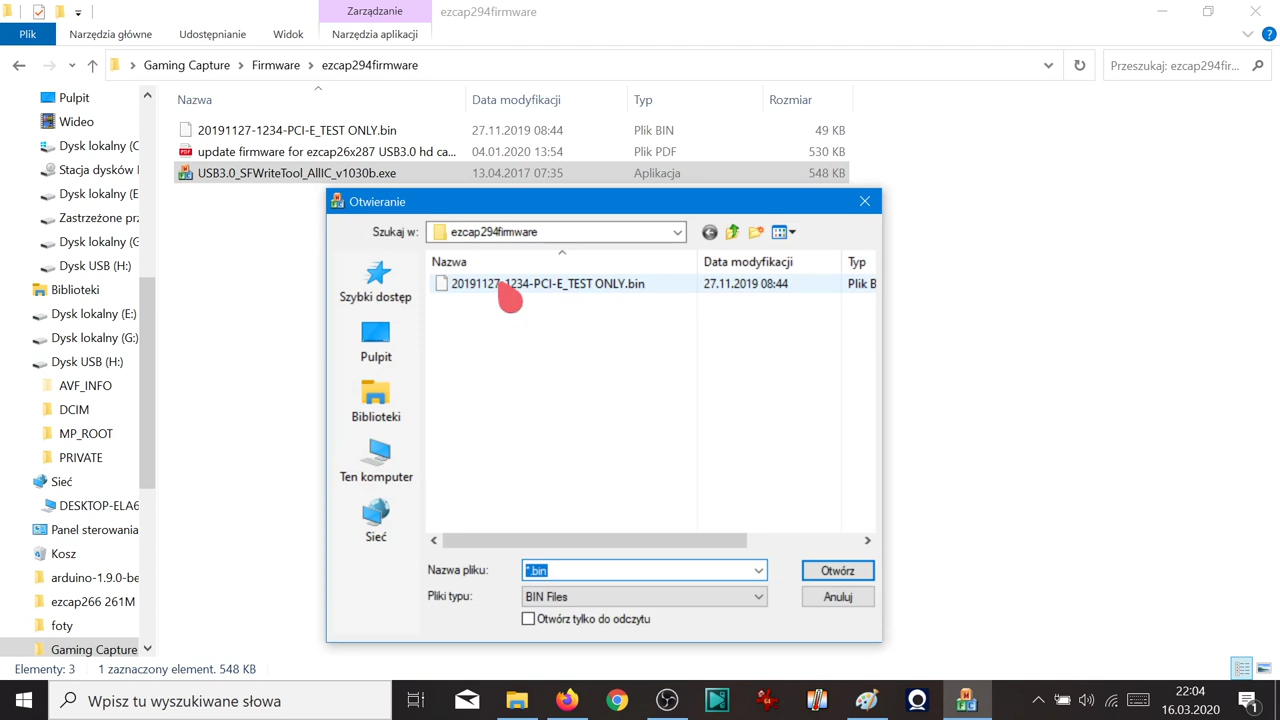 Zarządzanie
ezcap294firmware
Plik
Narzędzia główne
Udostępnianie
Widok
Narzędzia aplikacji
Gaming Capture
Firmware
ezcap294firmware
Przeszukaj: ezcap294fir...
Pulpit
Wideo
Dysk lokalny (C
Stacja dysków
Dysk lokalny (E
Zastrzeżone prz
Dysk lokalny (G
Dysk USB (H:)
Biblioteki
Dysk lokalny (E:)
Dysk lokalny (G:)
Dysk USB (H:)
AVF_INFO
DCIM
MP_ROOT
PRIVATE
Sieć
DESKTOP-ELA6
Panel sterowania
Kosz
arduino-1.9.0-be
ezcap266 261M
foty
Gaming Capture
Nazwa Data modyfikacji Typ Rozmiar
20191127-1234-PCI-E_TEST ONLY.bin 27.11.2019 08:44 Plik BIN 49 KB
update firmware for ezcap26x287 USB3.0 hd ca... 04.01.2020 13:54 Plik PDF 530 KB
USB3.0_SFWriteTool_AllIC_v1030b.exe 13.04.2017 07:35 Aplikacja 548 KB
Otwieranie
Szukaj w: ezcap294firmware
Szybki dostęp
Pulpit
Biblioteki
Ten komputer
Sieć
Nazwa Data modyfikacji Typ
20191127-1234-PCI-E_TEST ONLY.bin 27.11.2019 08:44 Plik B
Nazwa pliku: *.bin Otwórz
Pliki typu: BIN Files Anuluj
Otwórz tylko do odczytu
Elementy: 3 1 zaznaczony element. 548 KB
Wpisz tu wyszukiwane słowa
22:04
16.03.2020
1